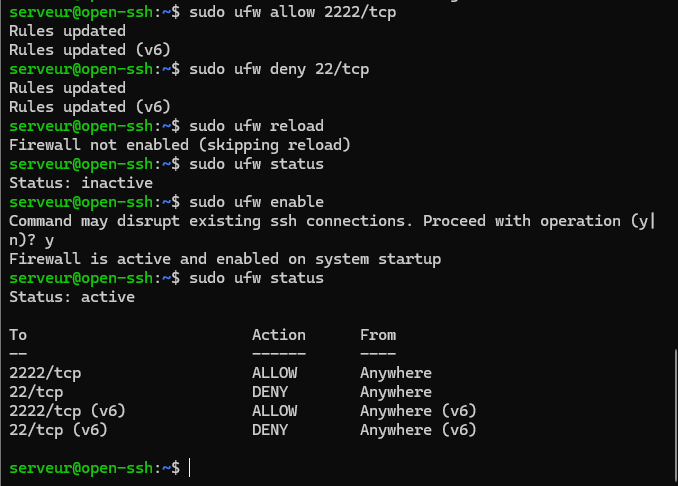 serveur@open-ssh:~$ sudo ufw allow 2222/tcp
Rules updated
Rules updated (v6)
serveur@open-ssh:~$ sudo ufw deny 22/tcp
Rules updated
Rules updated (v6)
serveur@open-ssh:~$ sudo ufw reload
Firewall not enabled (skipping reload)
serveur@open-ssh:~$ sudo ufw status
Status: inactive
serveur@open-ssh:~$ sudo ufw enable
Command may disrupt existing ssh connections. Proceed with operation (y|
n)? y
Firewall is active and enabled on system startup
serveur@open-ssh:~$ sudo ufw status
Status: active
To                         Action      From
--                         ------      ----
2222/tcp                   ALLOW       Anywhere
22/tcp                     DENY        Anywhere
2222/tcp (v6)              ALLOW       Anywhere (v6)
22/tcp (v6)                DENY        Anywhere (v6)
serveur@open-ssh:~$